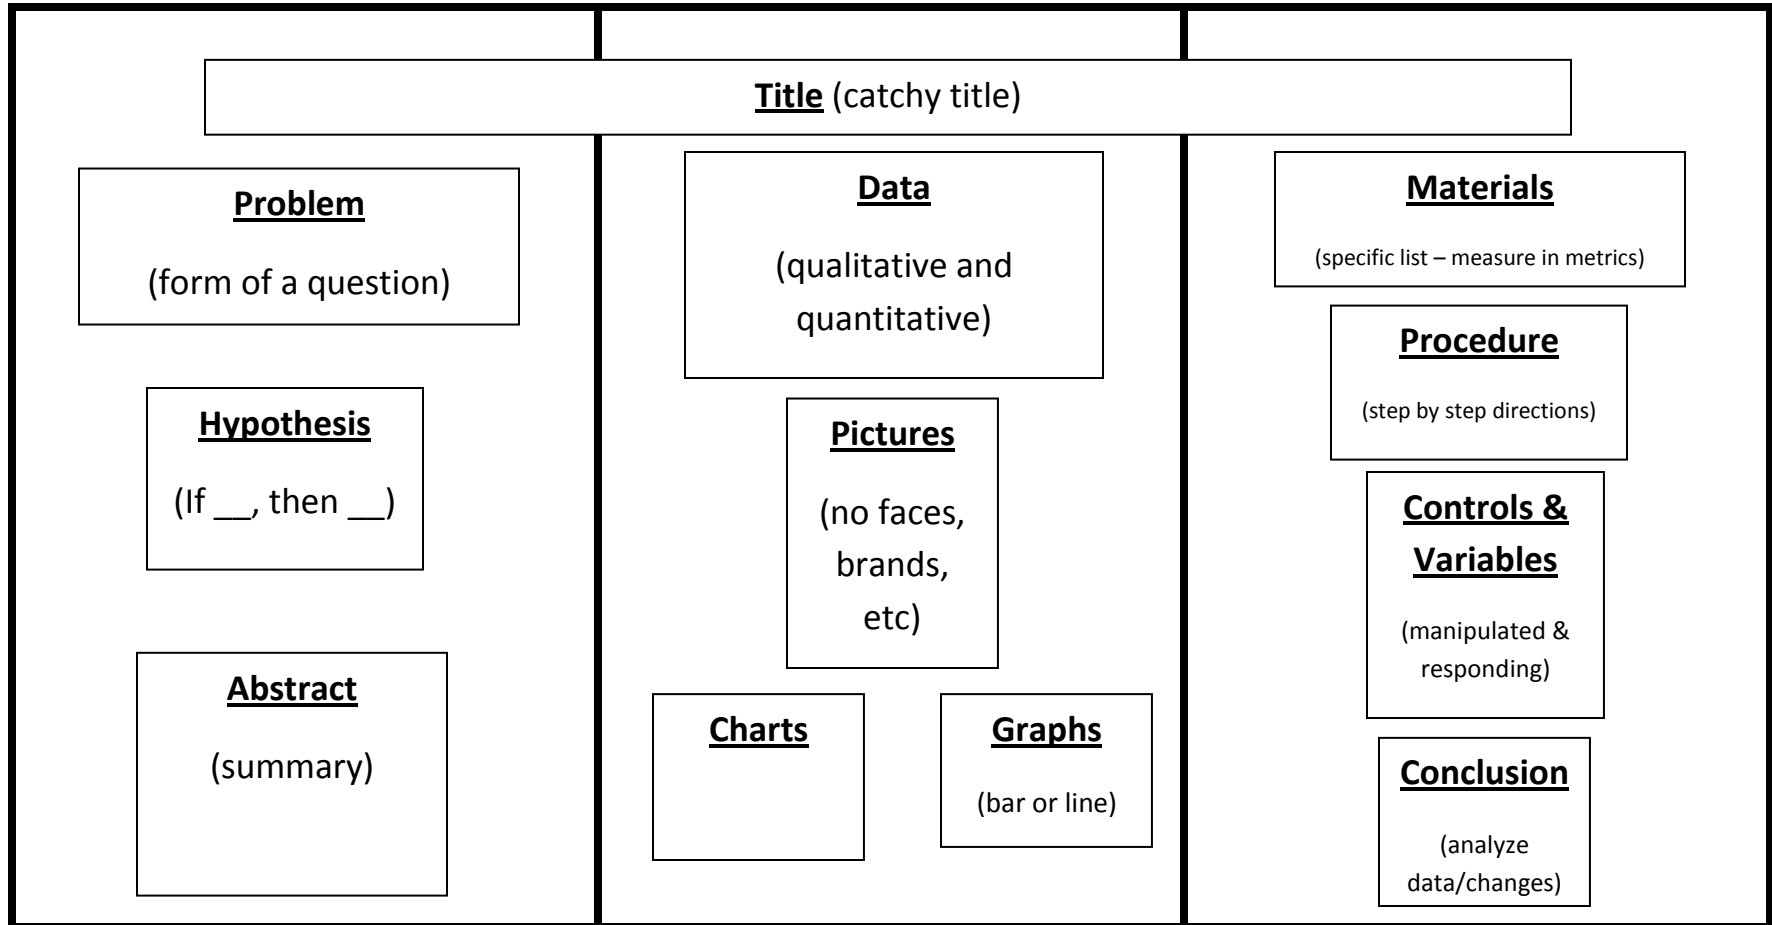 Title (catchy title)
Problem
(form of a question)
Hypothesis
(If __, then __)
Abstract
(summary)
Data
(qualitative and
quantitative)
Pictures
(no faces,
brands,
etc)
Charts
Graphs
(bar or line)
Materials
(specific list – measure in metrics)
Procedure
(step by step directions)
Controls &
Variables
(manipulated &
responding)
Conclusion
(analyze
data/changes)